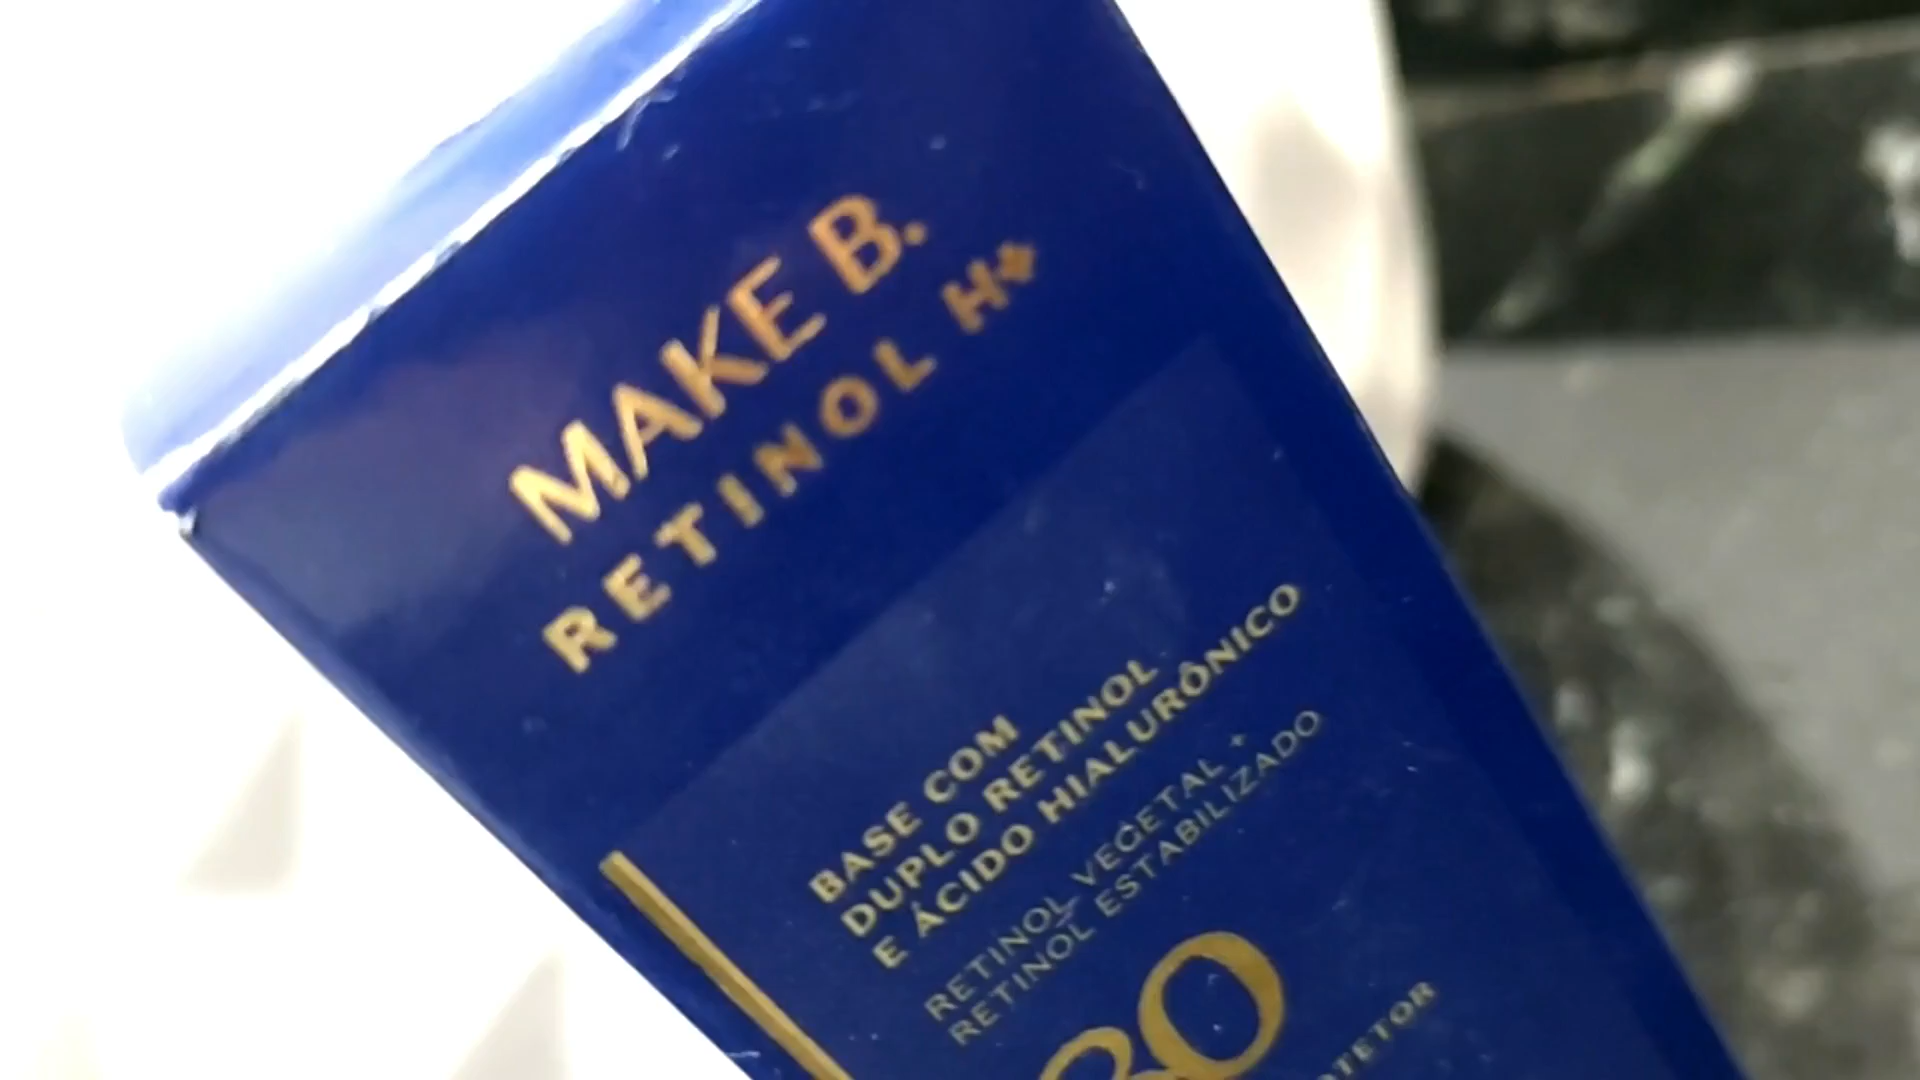 MAKE B.
RETINOL H+
BASE COM
DUPLO RETINOL
E ÁCIDO HIALURÔNICO
RETINOL VEGETAL +
RETINOL ESTABILIZADO
30